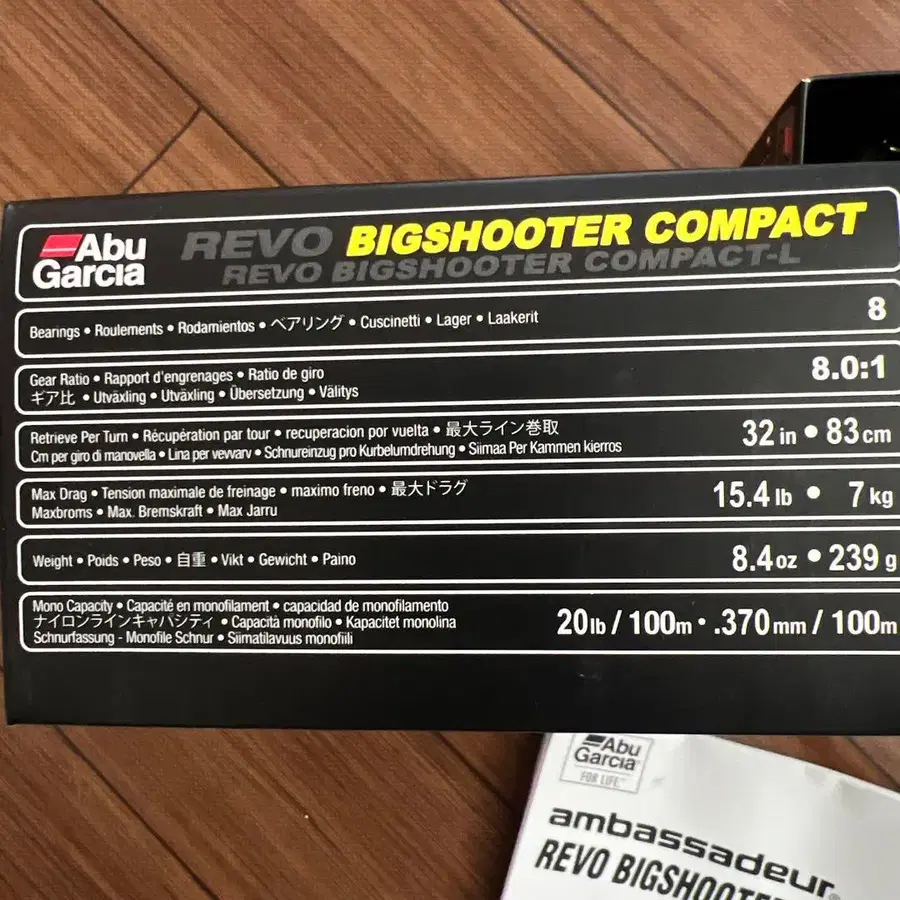 Abu
Garcia
REVO BIGSHOOTER COMPACT
REVO BIGSHOOTER COMPACT-L
Bearings • Roulements • Rodamientos • ベアリング • Cuscinetti • Lager • Laakerit
8
Gear Ratio • Rapport d'engrenages • Ratio de giro
ギア比 • Utväxling • Utväxling • Übersetzung • Välitys
8.0:1
Retrieve Per Turn • Récupération par tour • recuperacion por vuelta • 最大ライン巻取
Cm per giro di manovella • Lina per vevvarv • Schnureinzug pro Kurbelumdrehung • Siimaa Per Kammen kierros
32 in • 83 cm
Max Drag • Tension maximale de freinage • maximo freno • 最大ドラグ
Maxbroms • Max. Bremskraft • Max Jarru
15.4 lb • 7 kg
Weight • Poids • Peso • 自重 • Vikt • Gewicht • Paino
8.4 oz • 239 g
Mono Capacity • Capacité en monofilament • capacidad de monofilamento
ナイロンラインキャパシティ • Capacità monofilo • Kapacitet monolina
Schnurfassung - Monofile Schnur • Siimatilavuus monofiili
20 lb / 100 m • .370 mm / 100 m
Abu
Garcia
FOR LIFE
ambassadeur
REVO BIGSHOOTER